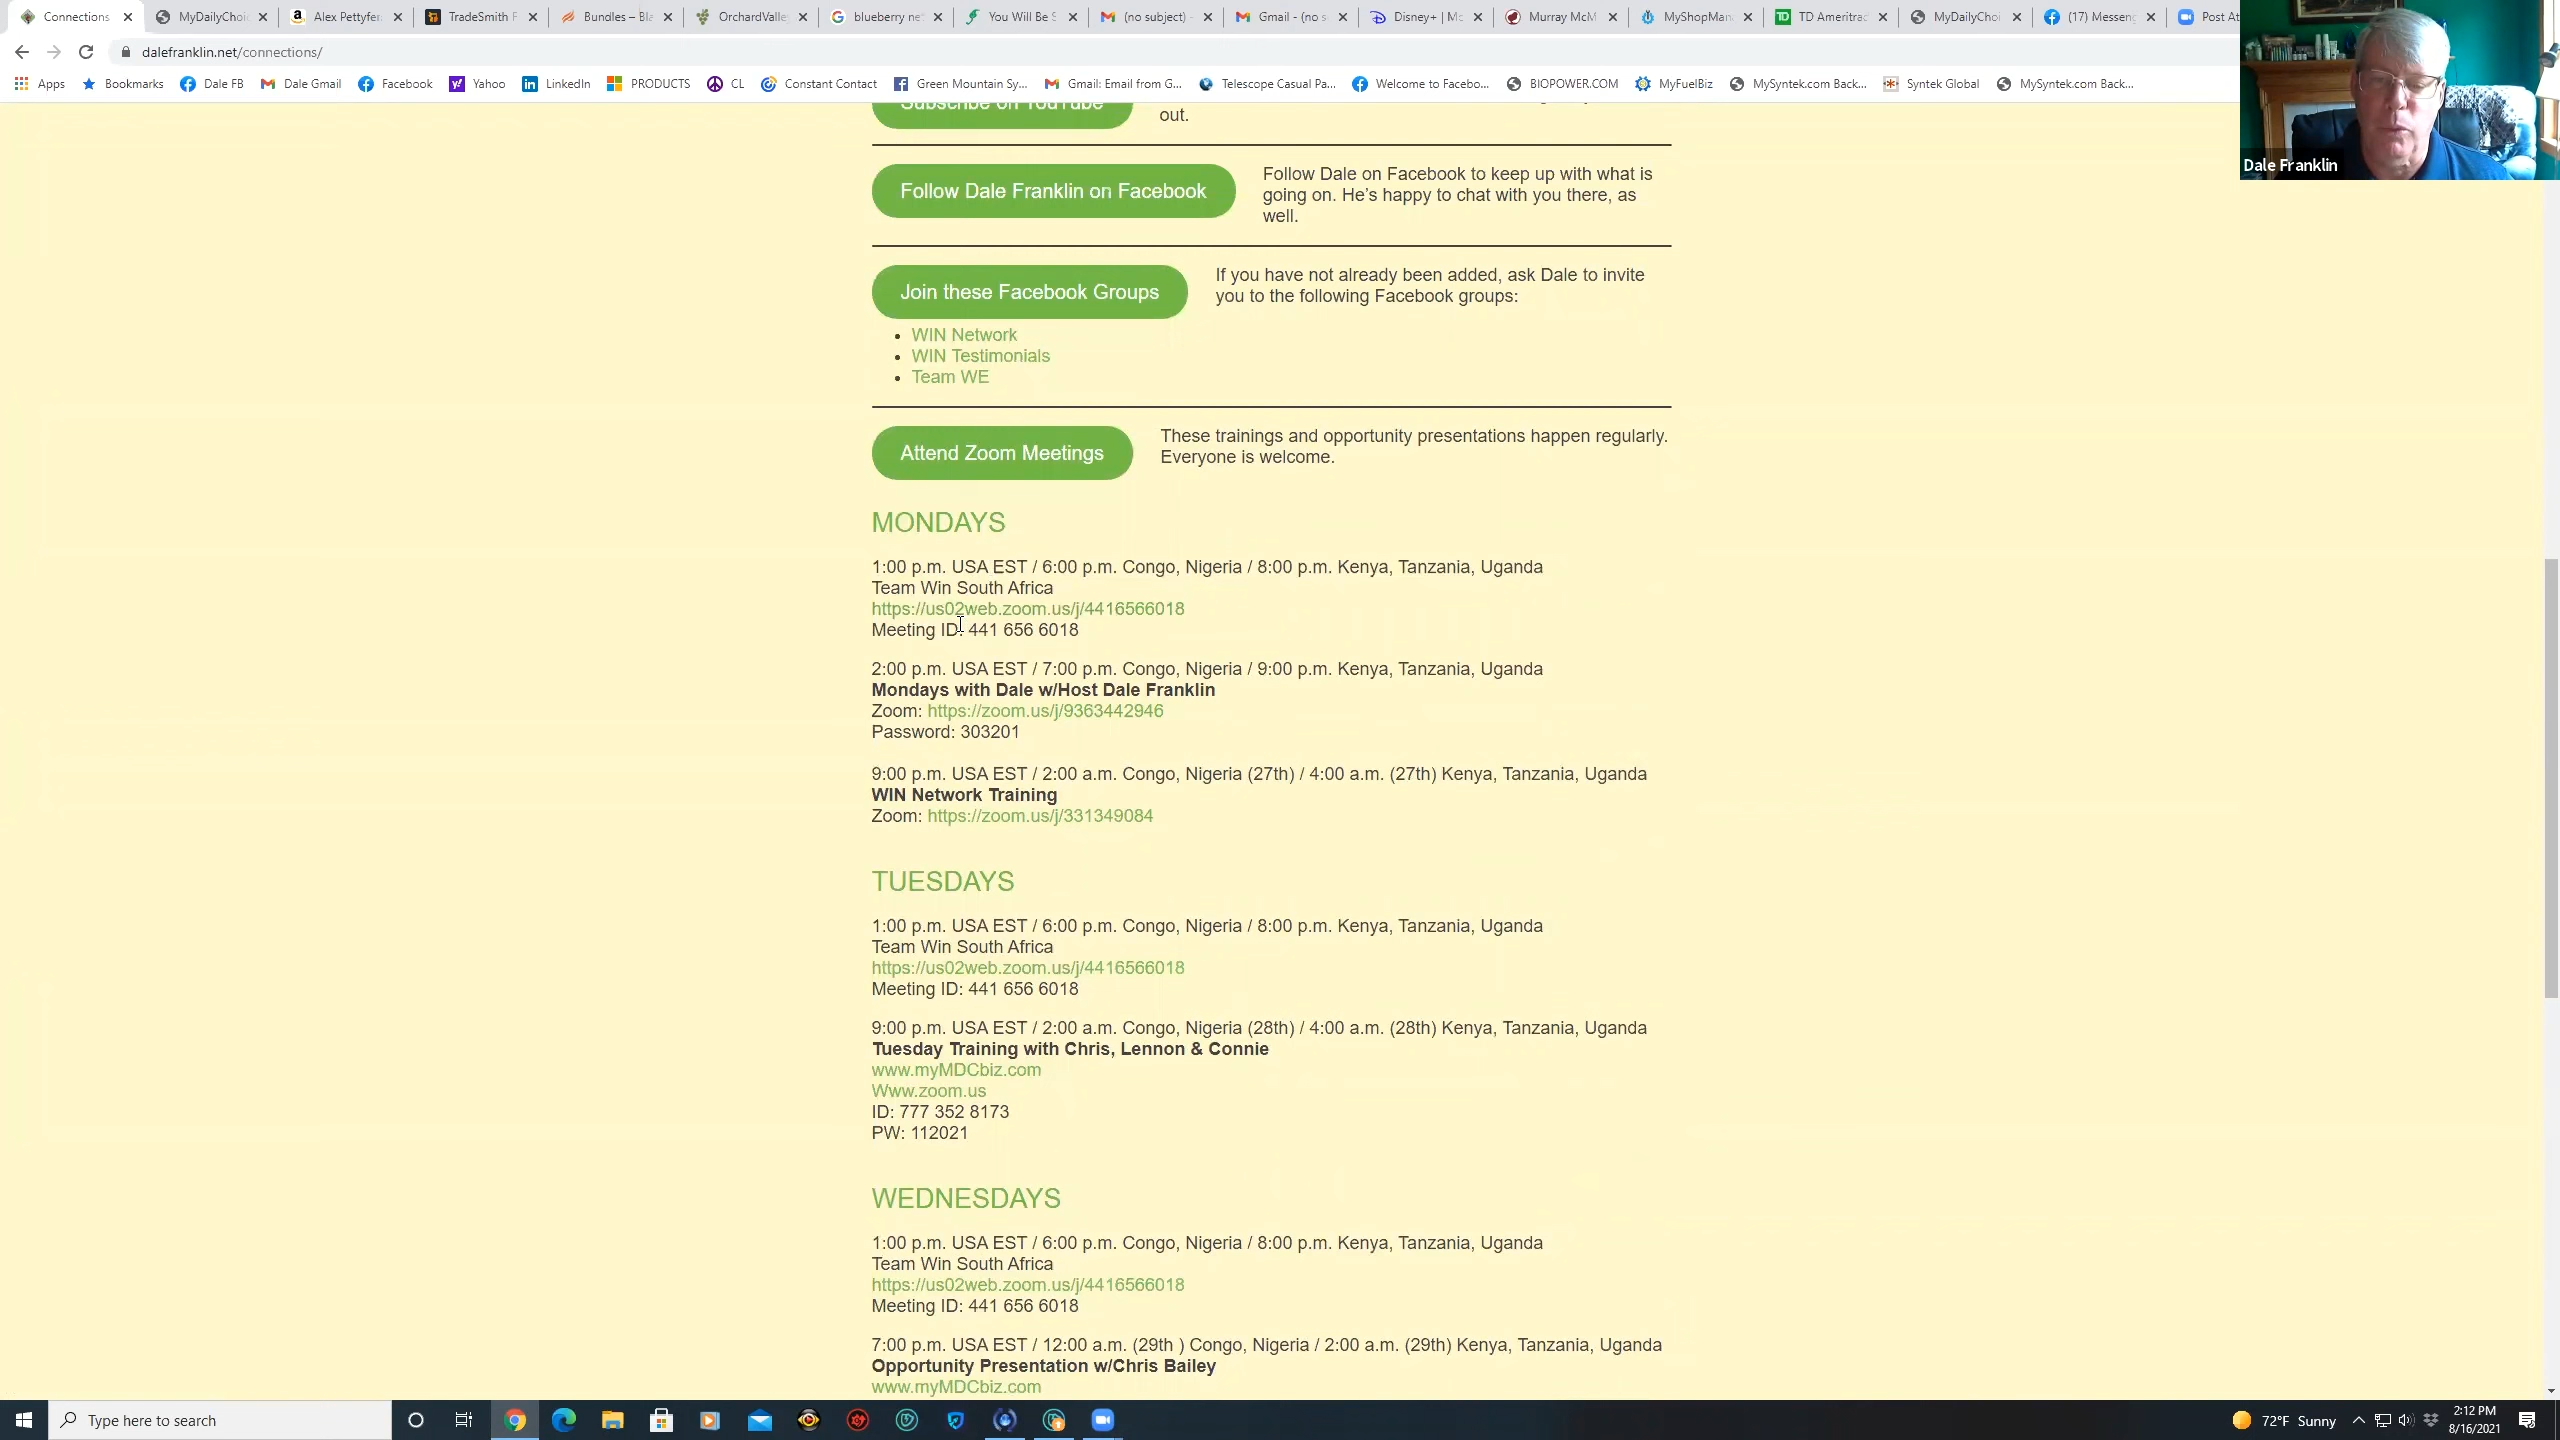 Connections
MyDailyChoi
Alex Pettyfer
TradeSmith F
Bundles – Bla
OrchardValley
blueberry ne
You Will Be S
(no subject) -
Gmail - (no s
Disney+ | Mo
Murray McM
MyShopMan
TD Ameritrad
MyDailyChoi
(17) Messeng
Post At
dalefranklin.net/connections/
Apps
Bookmarks
Dale FB
Dale Gmail
Facebook
Yahoo
LinkedIn
PRODUCTS
CL
Constant Contact
Green Mountain Sy...
Gmail: Email from G...
Telescope Casual Pa...
Welcome to Facebo...
BIOPOWER.COM
MyFuelBiz
MySyntek.com Back...
Syntek Global
MySyntek.com Back...
Dale Franklin
Subscribe on YouTube
out.
Follow Dale Franklin on Facebook
Follow Dale on Facebook to keep up with what is
going on. He's happy to chat with you there, as
well.
Join these Facebook Groups
If you have not already been added, ask Dale to invite
you to the following Facebook groups:
• WIN Network
• WIN Testimonials
• Team WE
Attend Zoom Meetings
These trainings and opportunity presentations happen regularly.
Everyone is welcome.
MONDAYS
1:00 p.m. USA EST / 6:00 p.m. Congo, Nigeria / 8:00 p.m. Kenya, Tanzania, Uganda
Team Win South Africa
https://us02web.zoom.us/j/4416566018
Meeting ID: 441 656 6018
2:00 p.m. USA EST / 7:00 p.m. Congo, Nigeria / 9:00 p.m. Kenya, Tanzania, Uganda
Mondays with Dale w/Host Dale Franklin
Zoom: https://zoom.us/j/9363442946
Password: 303201
9:00 p.m. USA EST / 2:00 a.m. Congo, Nigeria (27th) / 4:00 a.m. (27th) Kenya, Tanzania, Uganda
WIN Network Training
Zoom: https://zoom.us/j/331349084
TUESDAYS
1:00 p.m. USA EST / 6:00 p.m. Congo, Nigeria / 8:00 p.m. Kenya, Tanzania, Uganda
Team Win South Africa
https://us02web.zoom.us/j/4416566018
Meeting ID: 441 656 6018
9:00 p.m. USA EST / 2:00 a.m. Congo, Nigeria (28th) / 4:00 a.m. (28th) Kenya, Tanzania, Uganda
Tuesday Training with Chris, Lennon & Connie
www.myMDCbiz.com
Www.zoom.us
ID: 777 352 8173
PW: 112021
WEDNESDAYS
1:00 p.m. USA EST / 6:00 p.m. Congo, Nigeria / 8:00 p.m. Kenya, Tanzania, Uganda
Team Win South Africa
https://us02web.zoom.us/j/4416566018
Meeting ID: 441 656 6018
7:00 p.m. USA EST / 12:00 a.m. (29th ) Congo, Nigeria / 2:00 a.m. (29th) Kenya, Tanzania, Uganda
Opportunity Presentation w/Chris Bailey
www.myMDCbiz.com
Type here to search
72°F Sunny
2:12 PM
8/16/2021